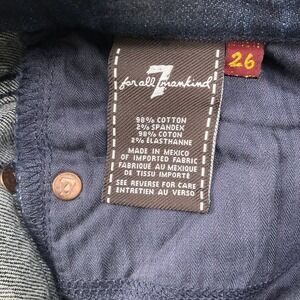 7
for all mankind
26
98% COTTON
2% SPANDEX
98% COTON
2% ELASTHANNE
MADE IN MEXICO
OF IMPORTED FABRIC
FABRIQUÉ AU MEXIQUE
DE TISSU IMPORTÉ
SEE REVERSE FOR CARE
ENTRETIEN AU VERSO
7